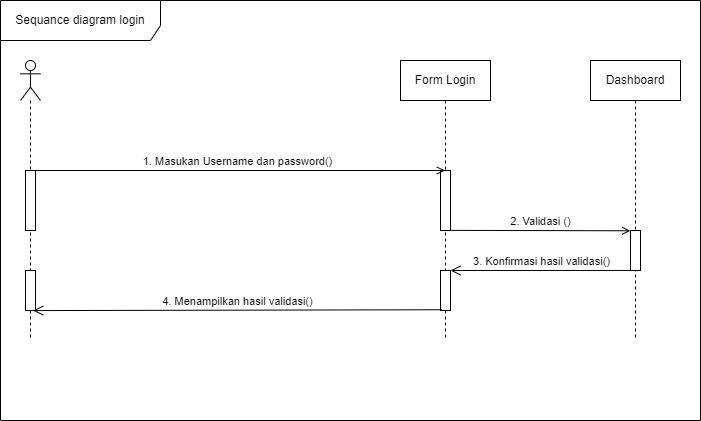 Sequance diagram login
Form Login
Dashboard
1. Masukan Username dan password()
2. Validasi ()
3. Konfirmasi hasil validasi()
4. Menampilkan hasil validasi()